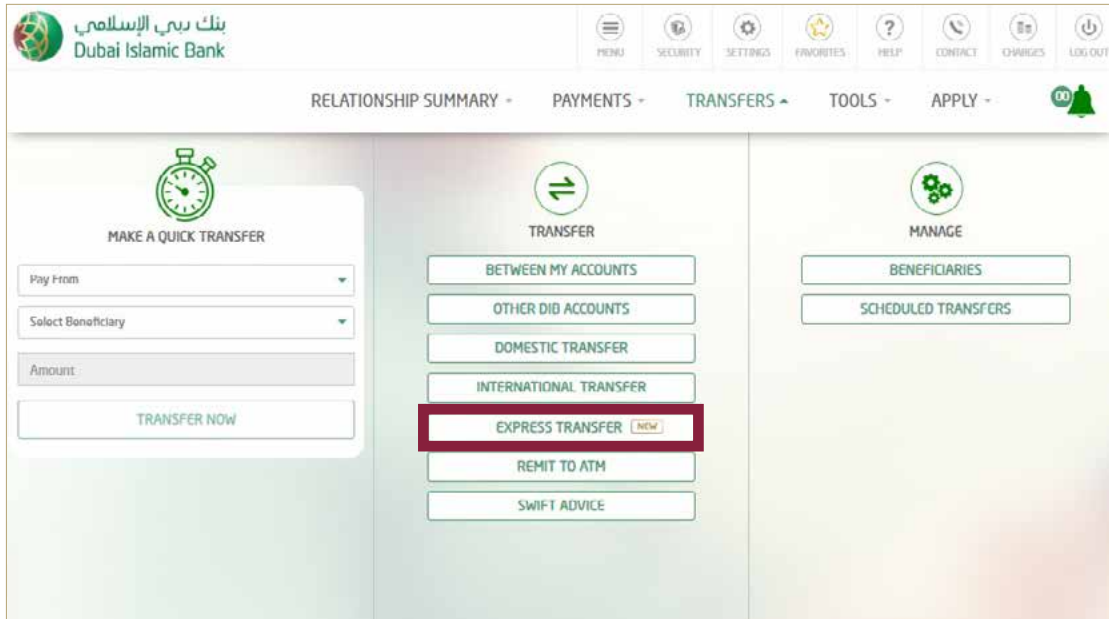 بنك دبي الإسلامي
Dubai Islamic Bank
MENU
SECURITY
SETTINGS
FAVORITES
HELP
CONTACT
CHARGES
LOG OUT
RELATIONSHIP SUMMARY
PAYMENTS
TRANSFERS
TOOLS
APPLY
00
MAKE A QUICK TRANSFER
Pay From
Select Beneficiary
Amount
TRANSFER NOW
TRANSFER
BETWEEN MY ACCOUNTS
OTHER DIB ACCOUNTS
DOMESTIC TRANSFER
INTERNATIONAL TRANSFER
EXPRESS TRANSFER NEW
REMIT TO ATM
SWIFT ADVICE
MANAGE
BENEFICIARIES
SCHEDULED TRANSFERS